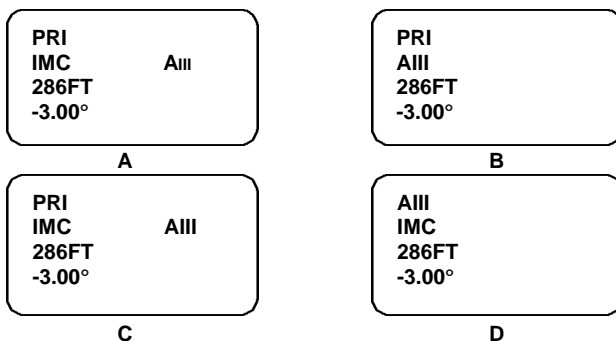 PRI
IMC AIII
286FT
-3.00°
A
PRI
AIII
286FT
-3.00°
B
PRI
IMC AIII
286FT
-3.00°
C
AIII
IMC
286FT
-3.00°
D